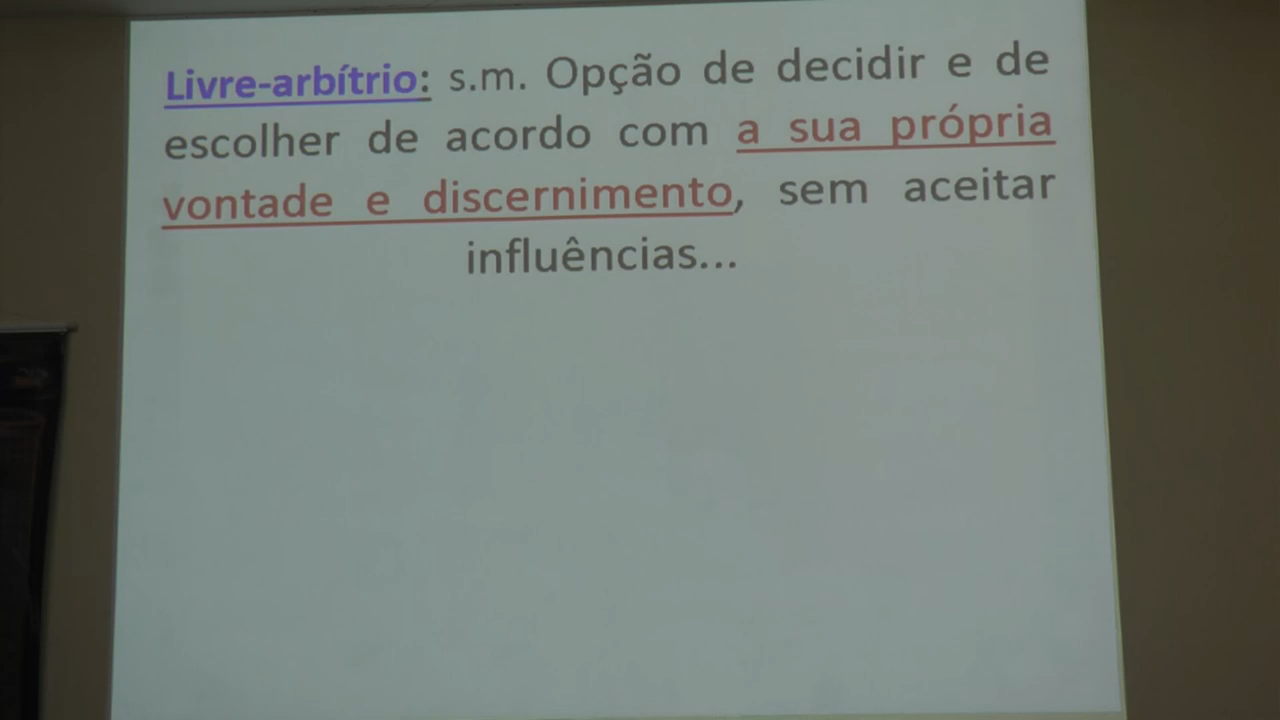 Livre-arbítrio: s.m. Opção de decidir e de
escolher de acordo com a sua própria
vontade e discernimento, sem aceitar
influências...